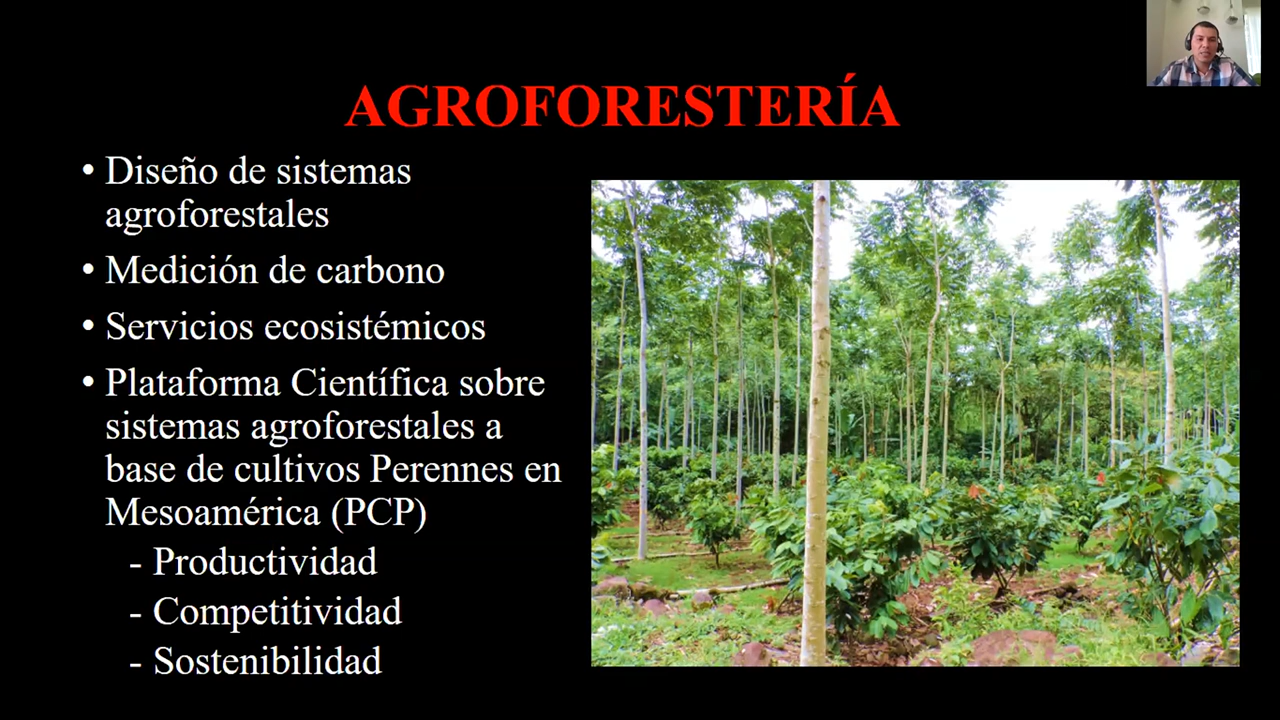 AGROFORESTERÍA
• Diseño de sistemas
agroforestales
• Medición de carbono
• Servicios ecosistémicos
• Plataforma Científica sobre
sistemas agroforestales a
base de cultivos Perennes en
Mesoamérica (PCP)
- Productividad
- Competitividad
- Sostenibilidad